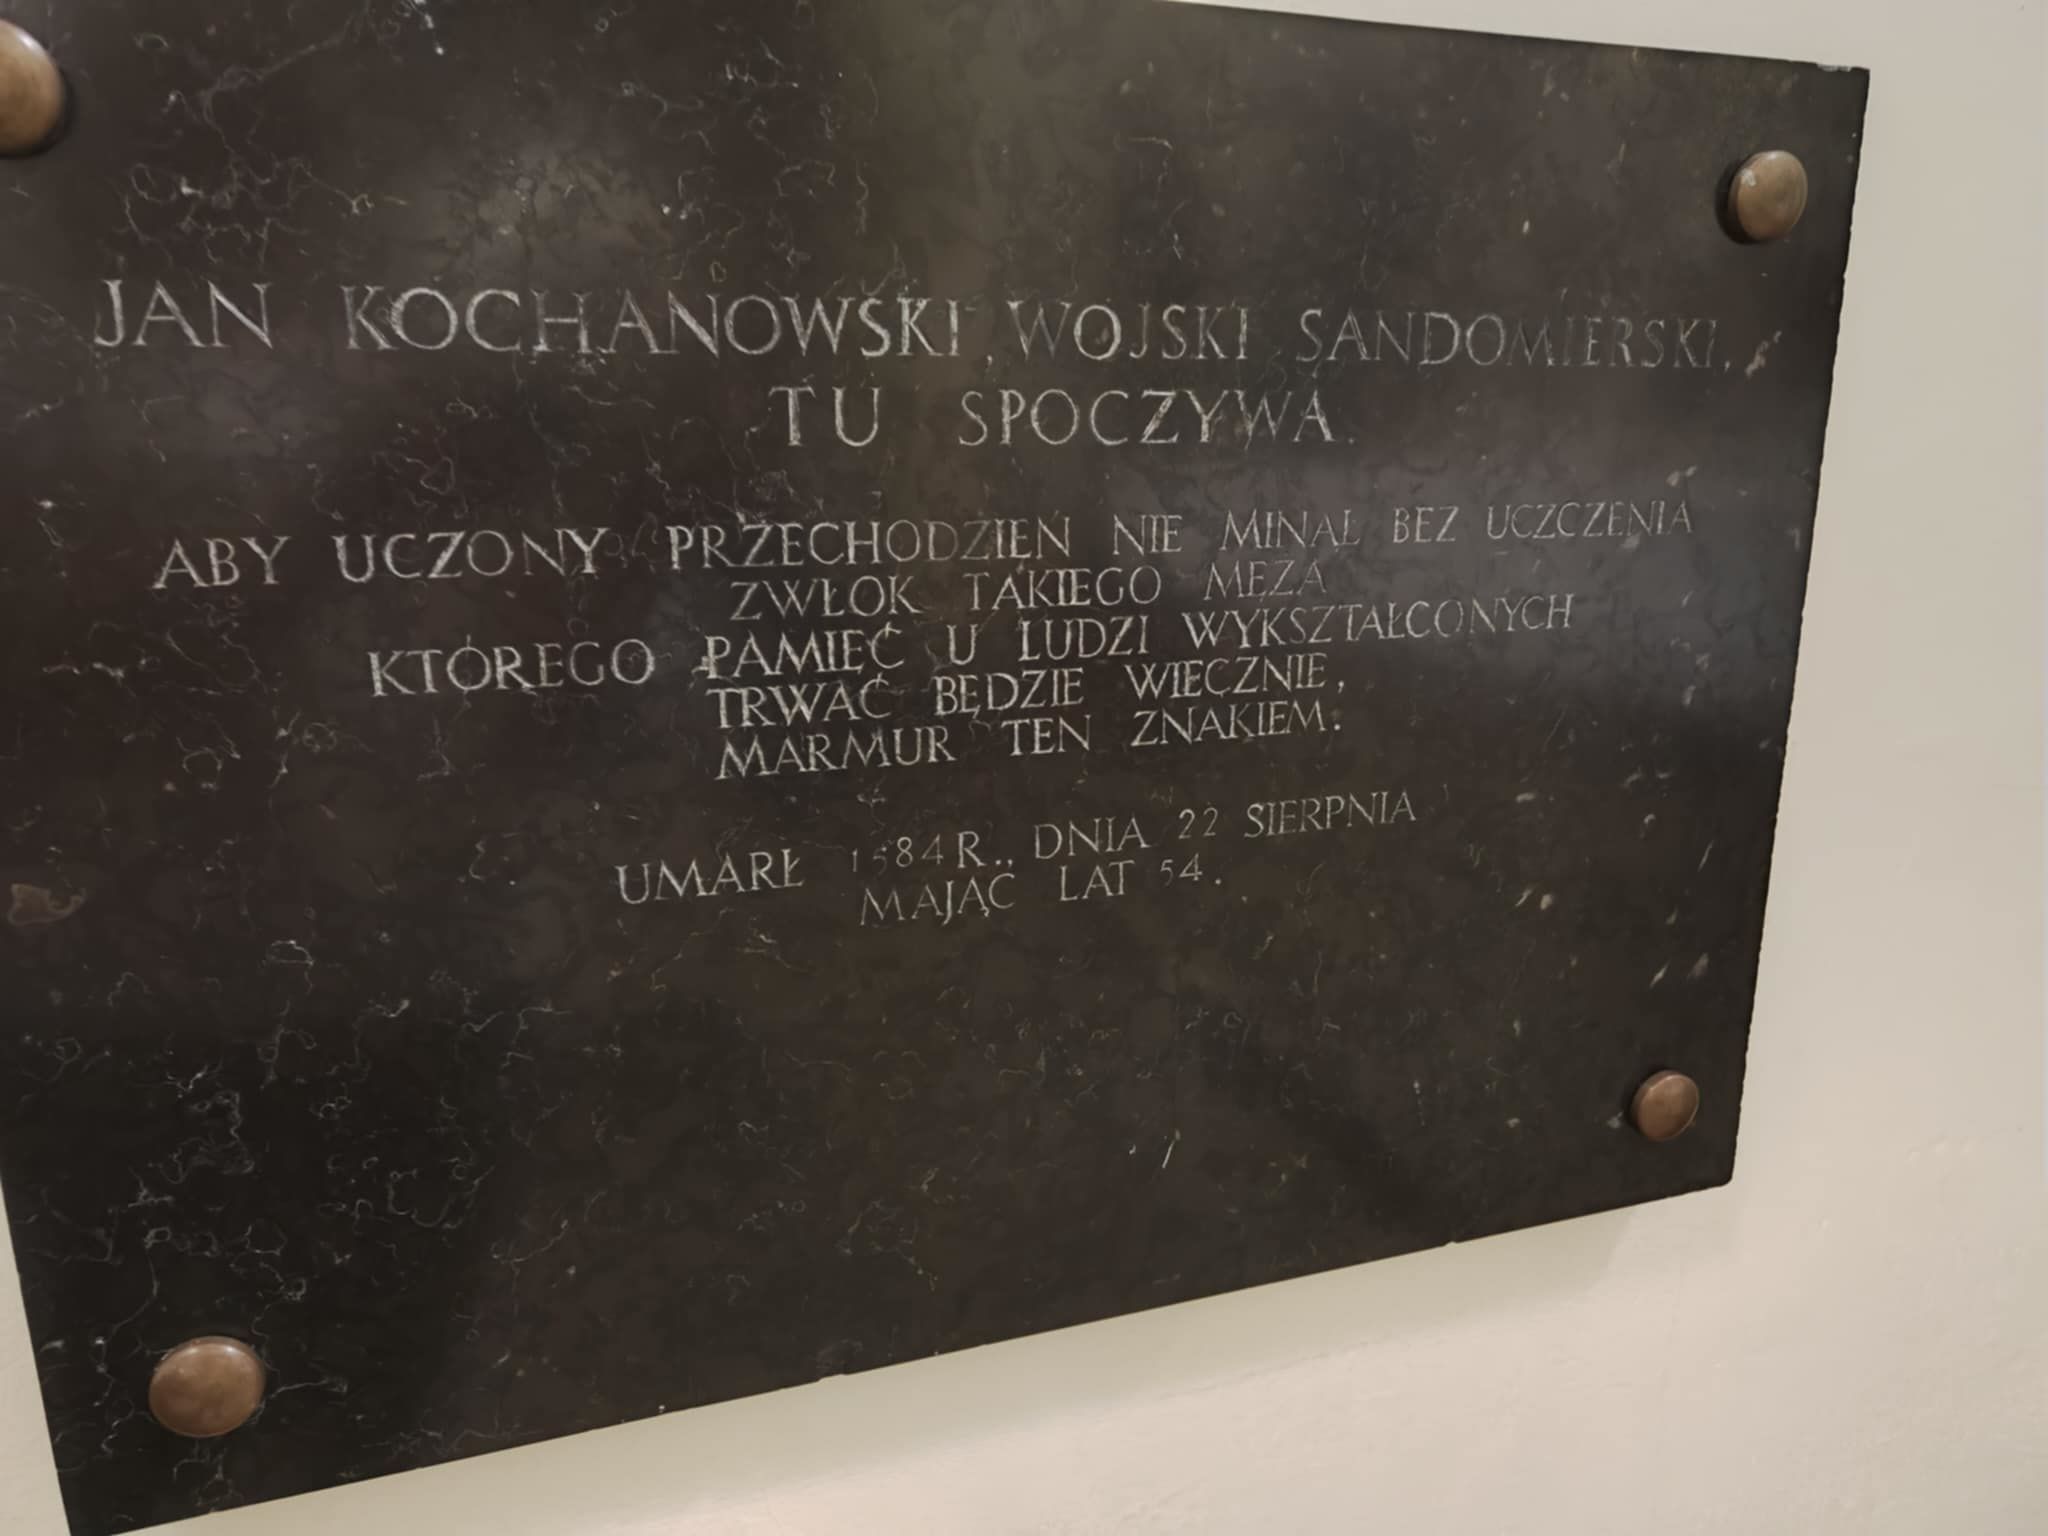 JAN KOCHANOWSKI, WOJSKI SANDOMIERSKI,
TU SPOCZYWA.
ABY UCZONY PRZECHODZIEŃ NIE MINĄŁ BEZ UCZCZENIA
ZWŁOK TAKIEGO MĘŻA
KTÓREGO PAMIĘĆ U LUDZI WYKSZTAŁCONYCH
TRWAĆ BĘDZIE WIECZNIE,
MARMUR TEN ZNAKIEM.
UMARŁ 1584 R., DNIA 22 SIERPNIA
MAJĄC LAT 54.